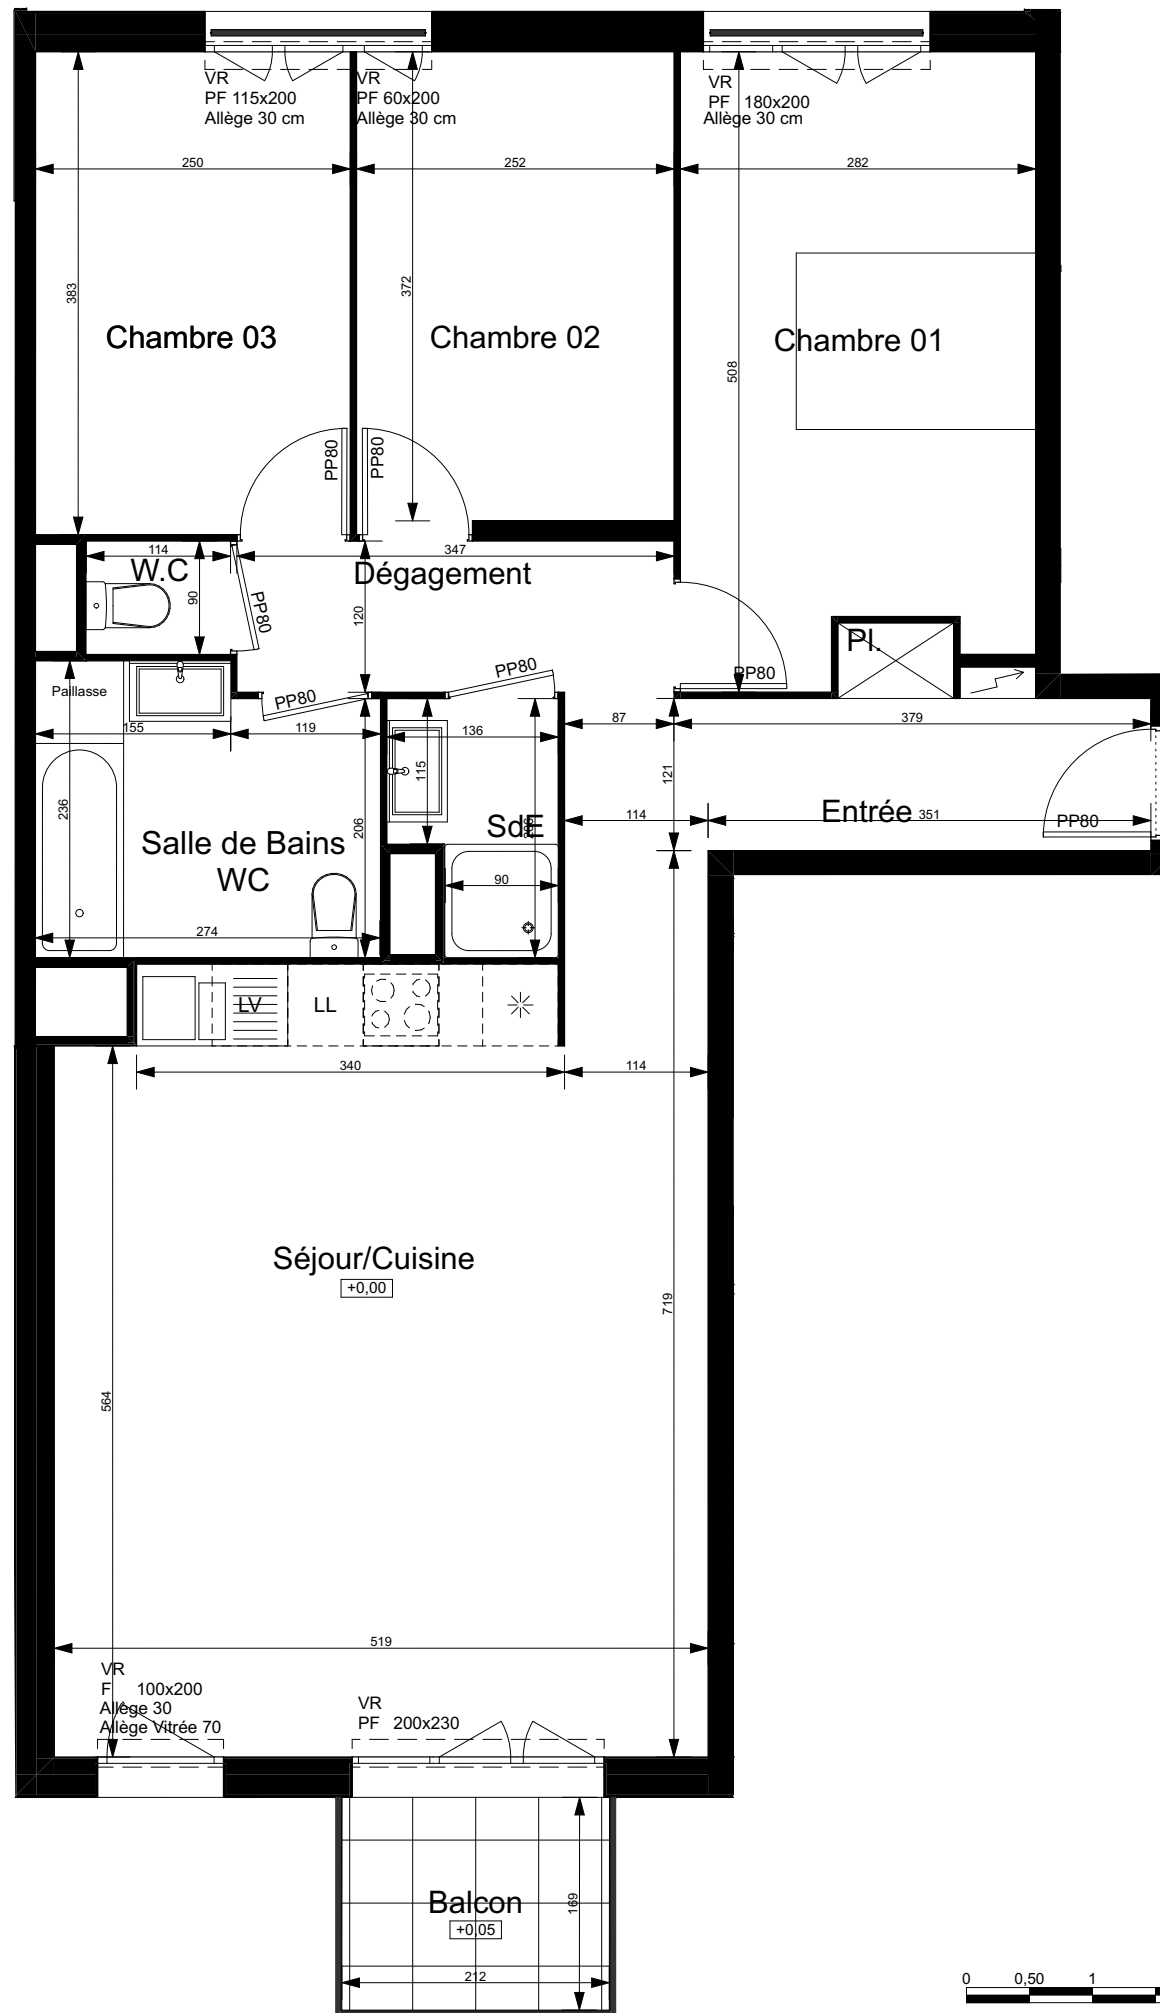 VR
PF 115x200
Allège 30 cm
VR
PF 60x200
Allège 30 cm
VR
PF 180x200
Allège 30 cm
250
252
282
383
372
508
Chambre 03
Chambre 02
Chambre 01
PP80
PP80
114
347
W.C
Dégagement
90
120
PP80
Pl.
PP80
PP80
PP80
Paillasse
155
119
136
87
379
115
121
236
206
Salle de Bains
WC
SdE
114
Entrée
351
PP80
90
274
LV
LL
340
114
Séjour/Cuisine
+0,00
719
564
519
VR
F 100x200
Allège 30
Allège Vitrée 70
VR
PF 200x230
Balcon
+0,05
169
212
0 0,50 1